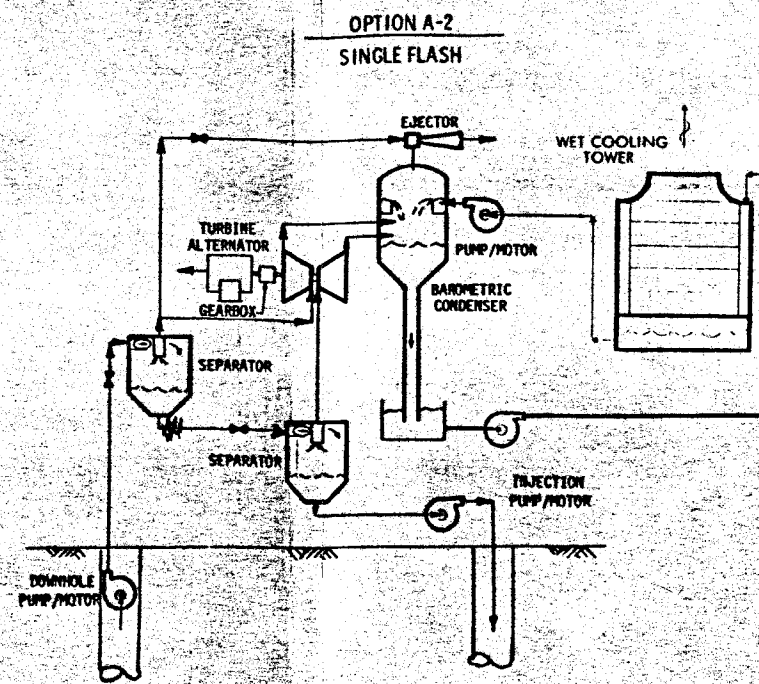 OPTION A-2
SINGLE FLASH
EJECTOR
WET COOLING
TOWER
TURBINE
ALTERNATOR
PUMP/MOTOR
GEARBOX
BAROMETRIC
CONDENSER
SEPARATOR
SEPARATOR
INJECTION
PUMP/MOTOR
DOWNHOLE
PUMP/MOTOR